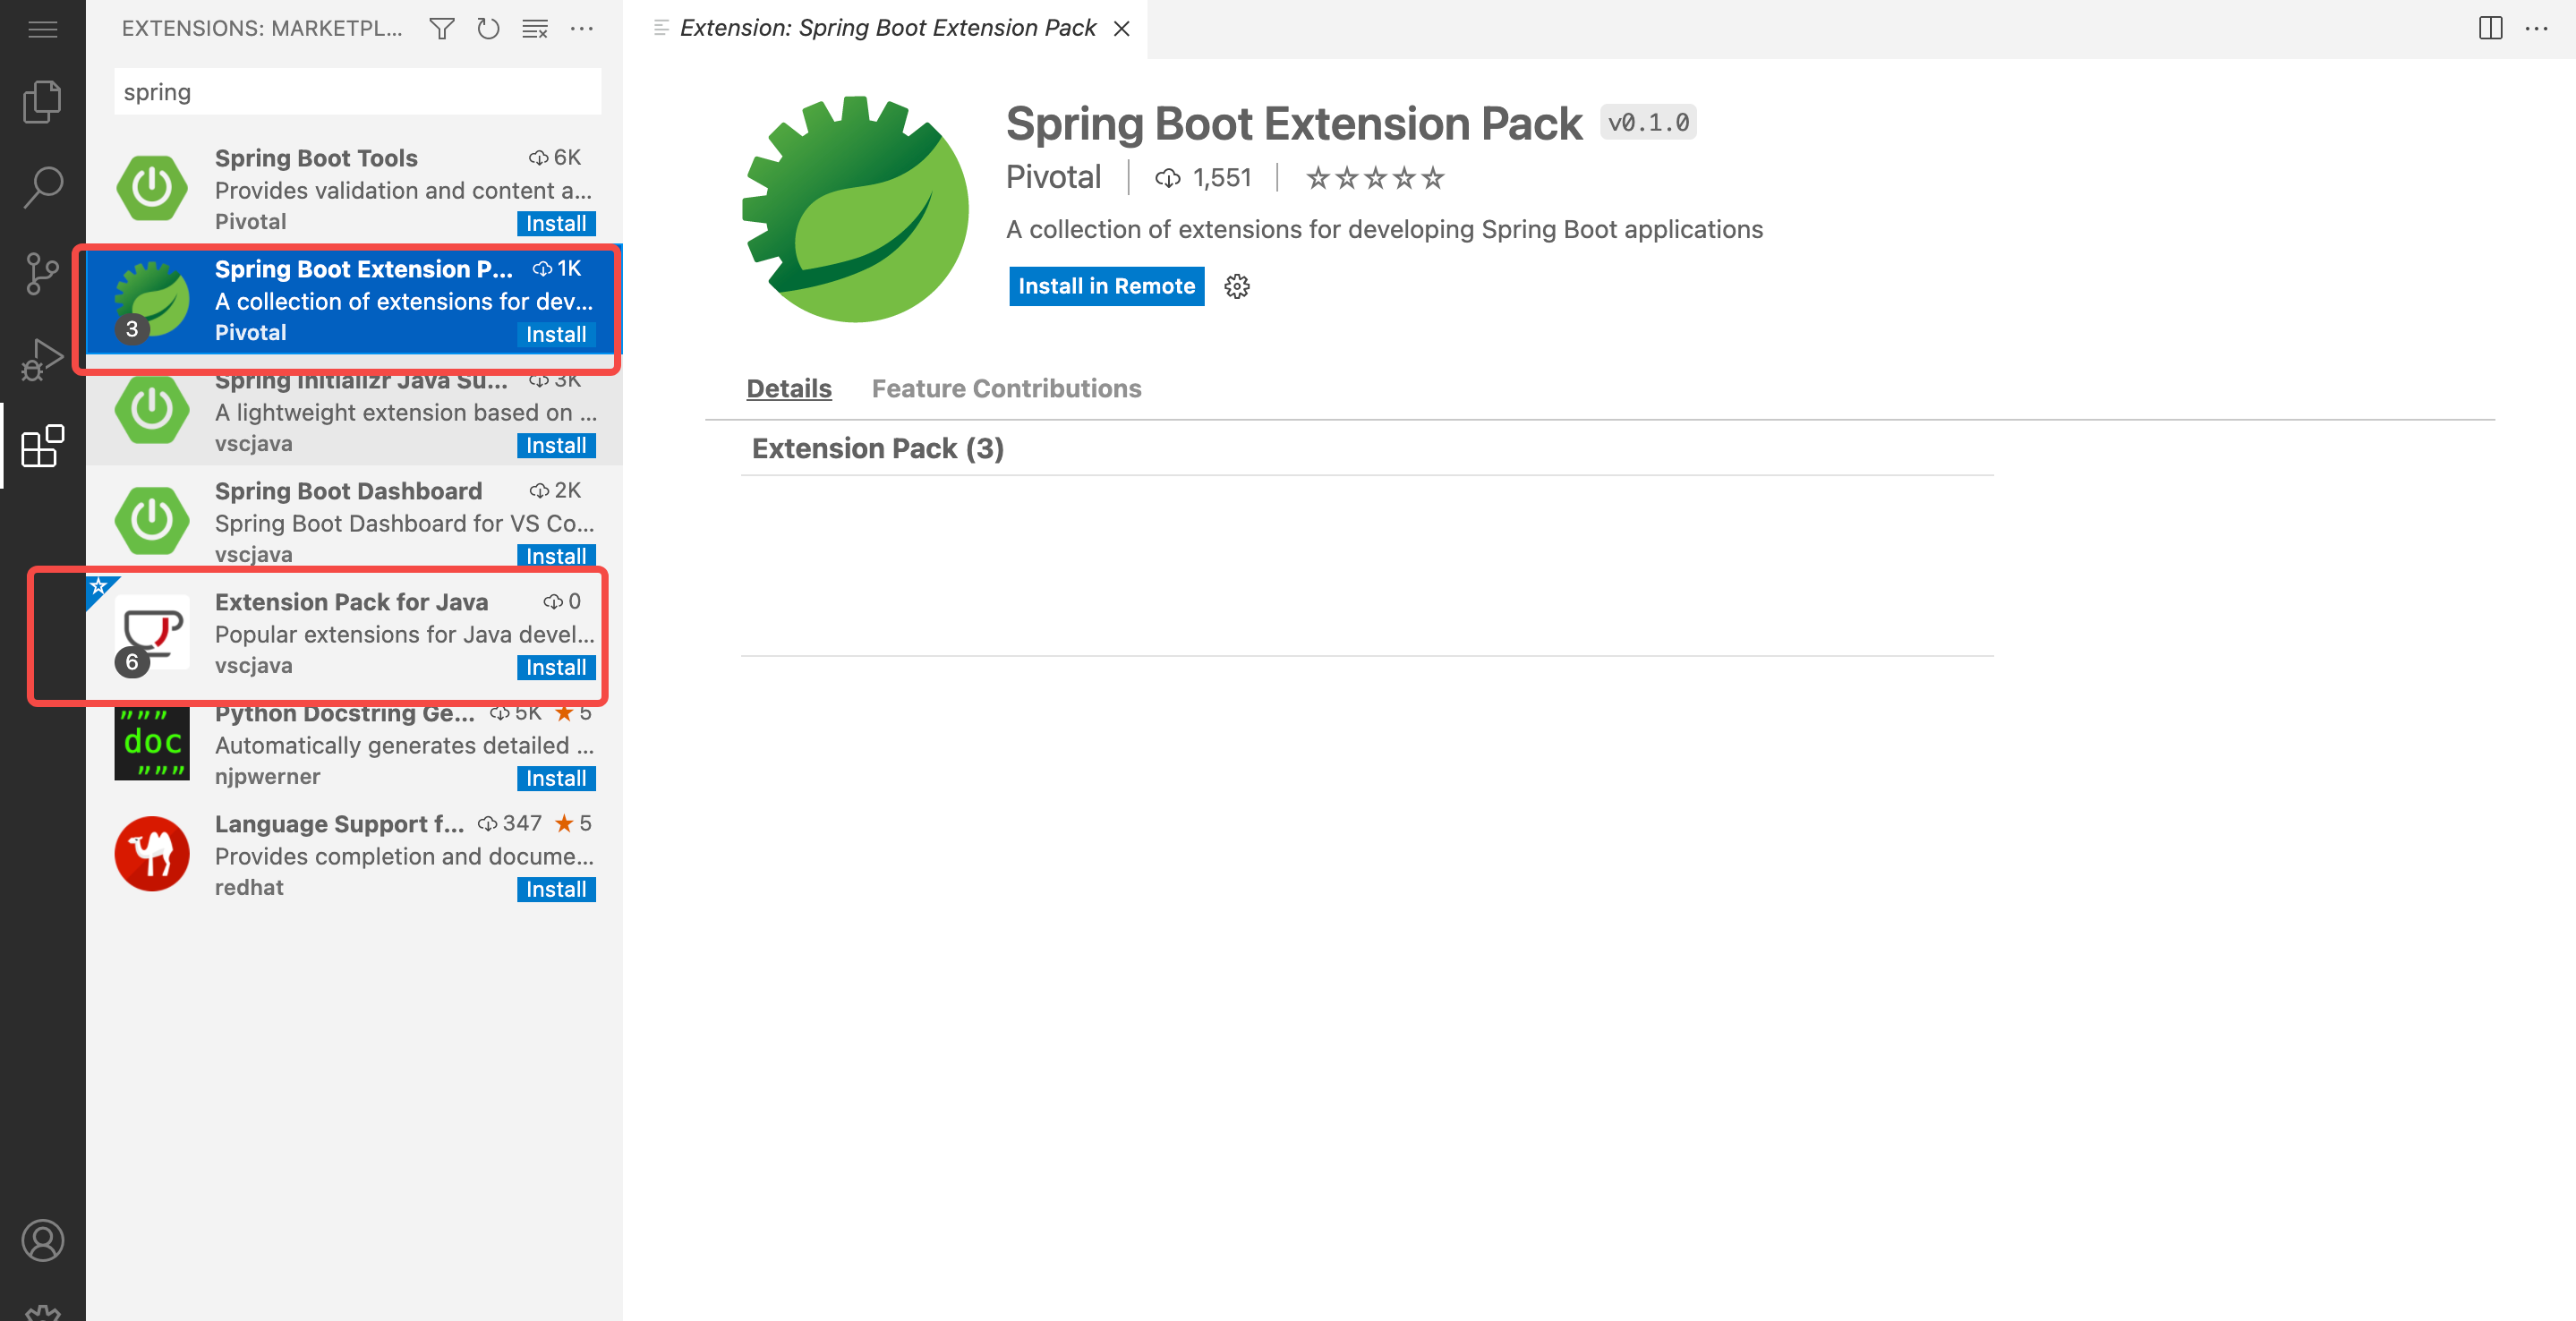 EXTENSIONS: MARKETPL...
spring
Spring Boot Tools 6K
Provides validation and content a...
Pivotal Install
Spring Boot Extension P... 1K
A collection of extensions for dev...
3
Pivotal Install
Spring Initializr Java Su... 3K
A lightweight extension based on ...
vscjava Install
Spring Boot Dashboard 2K
Spring Boot Dashboard for VS Co...
vscjava Install
Extension Pack for Java 0
Popular extensions for Java devel...
6
vscjava Install
Python Docstring Ge... 5K ★ 5
""" doc """
Automatically generates detailed ...
njpwerner Install
Language Support f... 347 ★ 5
Provides completion and docume...
redhat Install
Extension: Spring Boot Extension Pack
Spring Boot Extension Pack v0.1.0
Pivotal | 1,551 | ☆☆☆☆☆
A collection of extensions for developing Spring Boot applications
Install in Remote
Details Feature Contributions
Extension Pack (3)